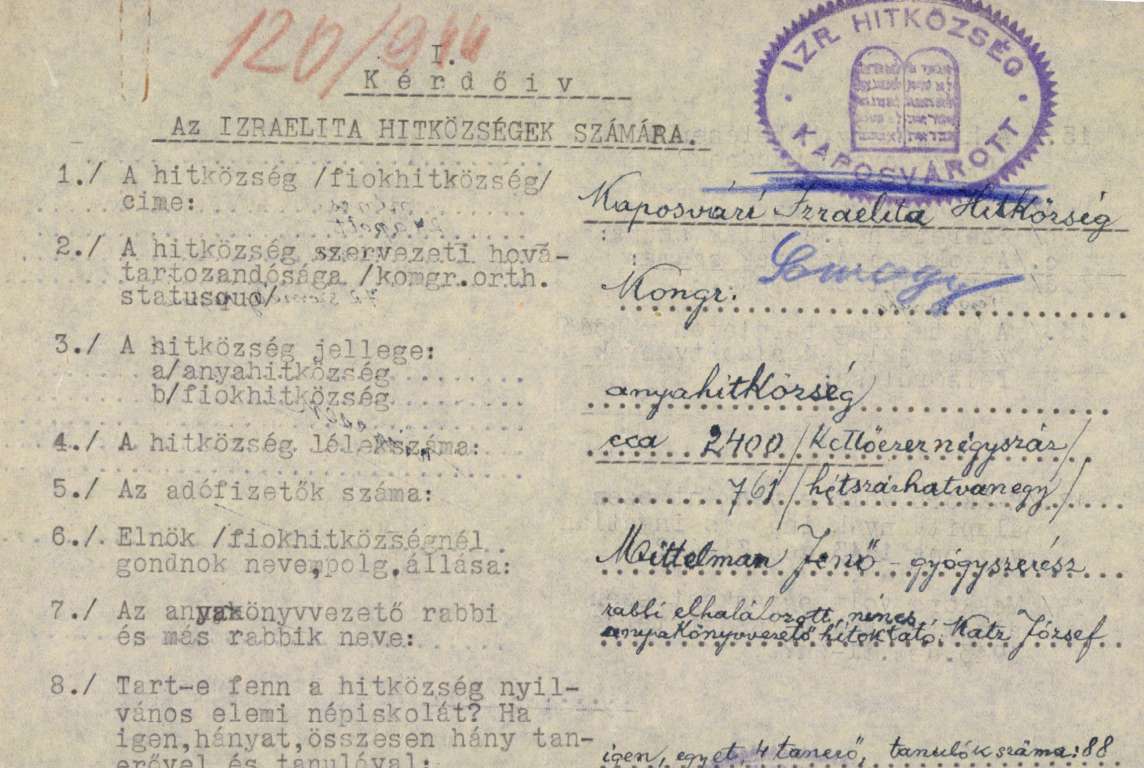 120/944
I.
Kérdőiv
IZR HITKÖZSÉG
KAPOSVÁROTT
Az IZRAELITA HITKÖZSÉGEK SZÁMÁRA.
1./ A hitközség /fiokhitközség/
cime:
Kaposvári Izraelita Hitközség
2./ A hitközség szervezeti hová-
tartozandósága /komgr.orth.
statusquo/
Somogy
Kongr.
3./ A hitközség jellege:
a/anyahitközség
b/fiokhitközség
anyahitközség
4./ A hitközség lélekszáma:
cca 2400 /kettőezernégyszáz/
5./ Az adófizetők száma:
761 /hétszázhatvanegy/
6./ Elnök /fiokhitközségnél
gondnok neve,polg.állása:
Mittelman Jenő - gyógyszerész
7./ Az anyakönyvvezető rabbi
és más rabbik neve:
rabbi elhalálozott, nincs,
anyakönyvvezető hitoktató: Katz József
8./ Tart-e fenn a hitközség nyil-
vános elemi népiskolát? Ha
igen,hányat,összesen hány tan-
erővel és tanulóval:
igen, egyet, 4 tanerő, tanulók száma: 88